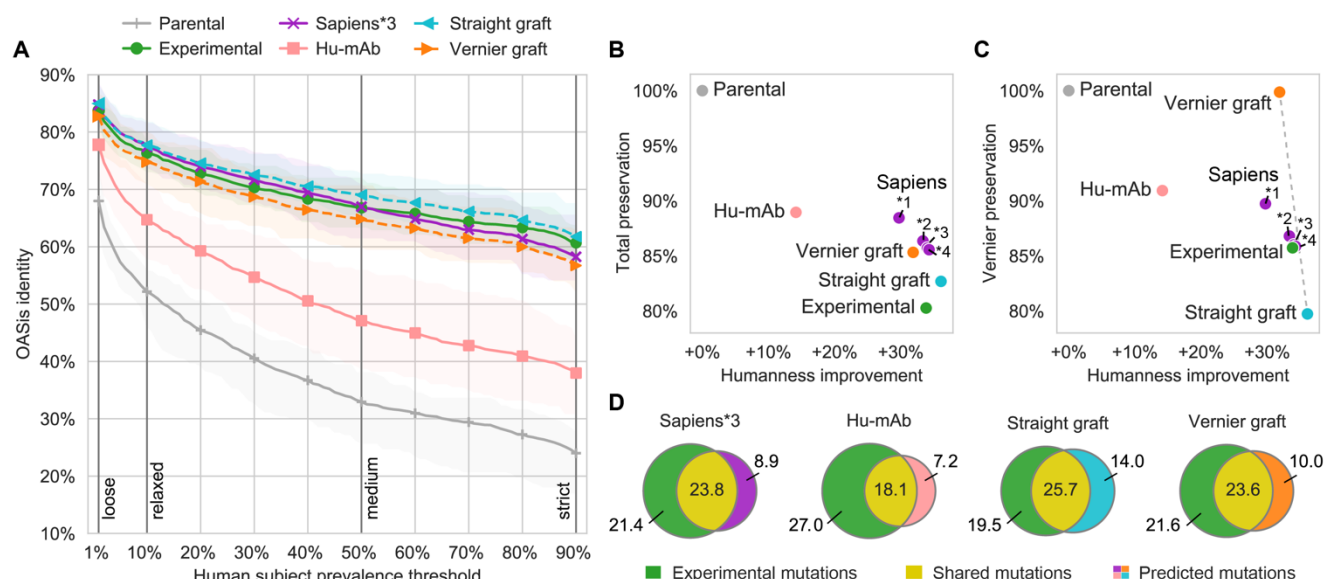 Parental
Sapiens*3
Straight graft
Experimental
Hu-mAb
Vernier graft
A
90%
80%
70%
60%
50%
40%
30%
20%
10%
OASis identity
loose
relaxed
medium
strict
1% 10% 20% 30% 40% 50% 60% 70% 80% 90%
Human subject prevalence threshold
B
100%
95%
90%
85%
80%
Total preservation
Parental
Sapiens
*1
Hu-mAb
*2
*3
*4
Vernier graft
Straight graft
Experimental
+0% +10% +20% +30%
Humanness improvement
C
100%
95%
90%
85%
80%
Vernier preservation
Parental
Vernier graft
Sapiens
Hu-mAb
*1
*2
*3
*4
Experimental
Straight graft
+0% +10% +20% +30%
Humanness improvement
D
Sapiens*3
8.9
23.8
21.4
Hu-mAb
7.2
18.1
27.0
Straight graft
14.0
25.7
19.5
Vernier graft
10.0
23.6
21.6
Experimental mutations
Shared mutations
Predicted mutations